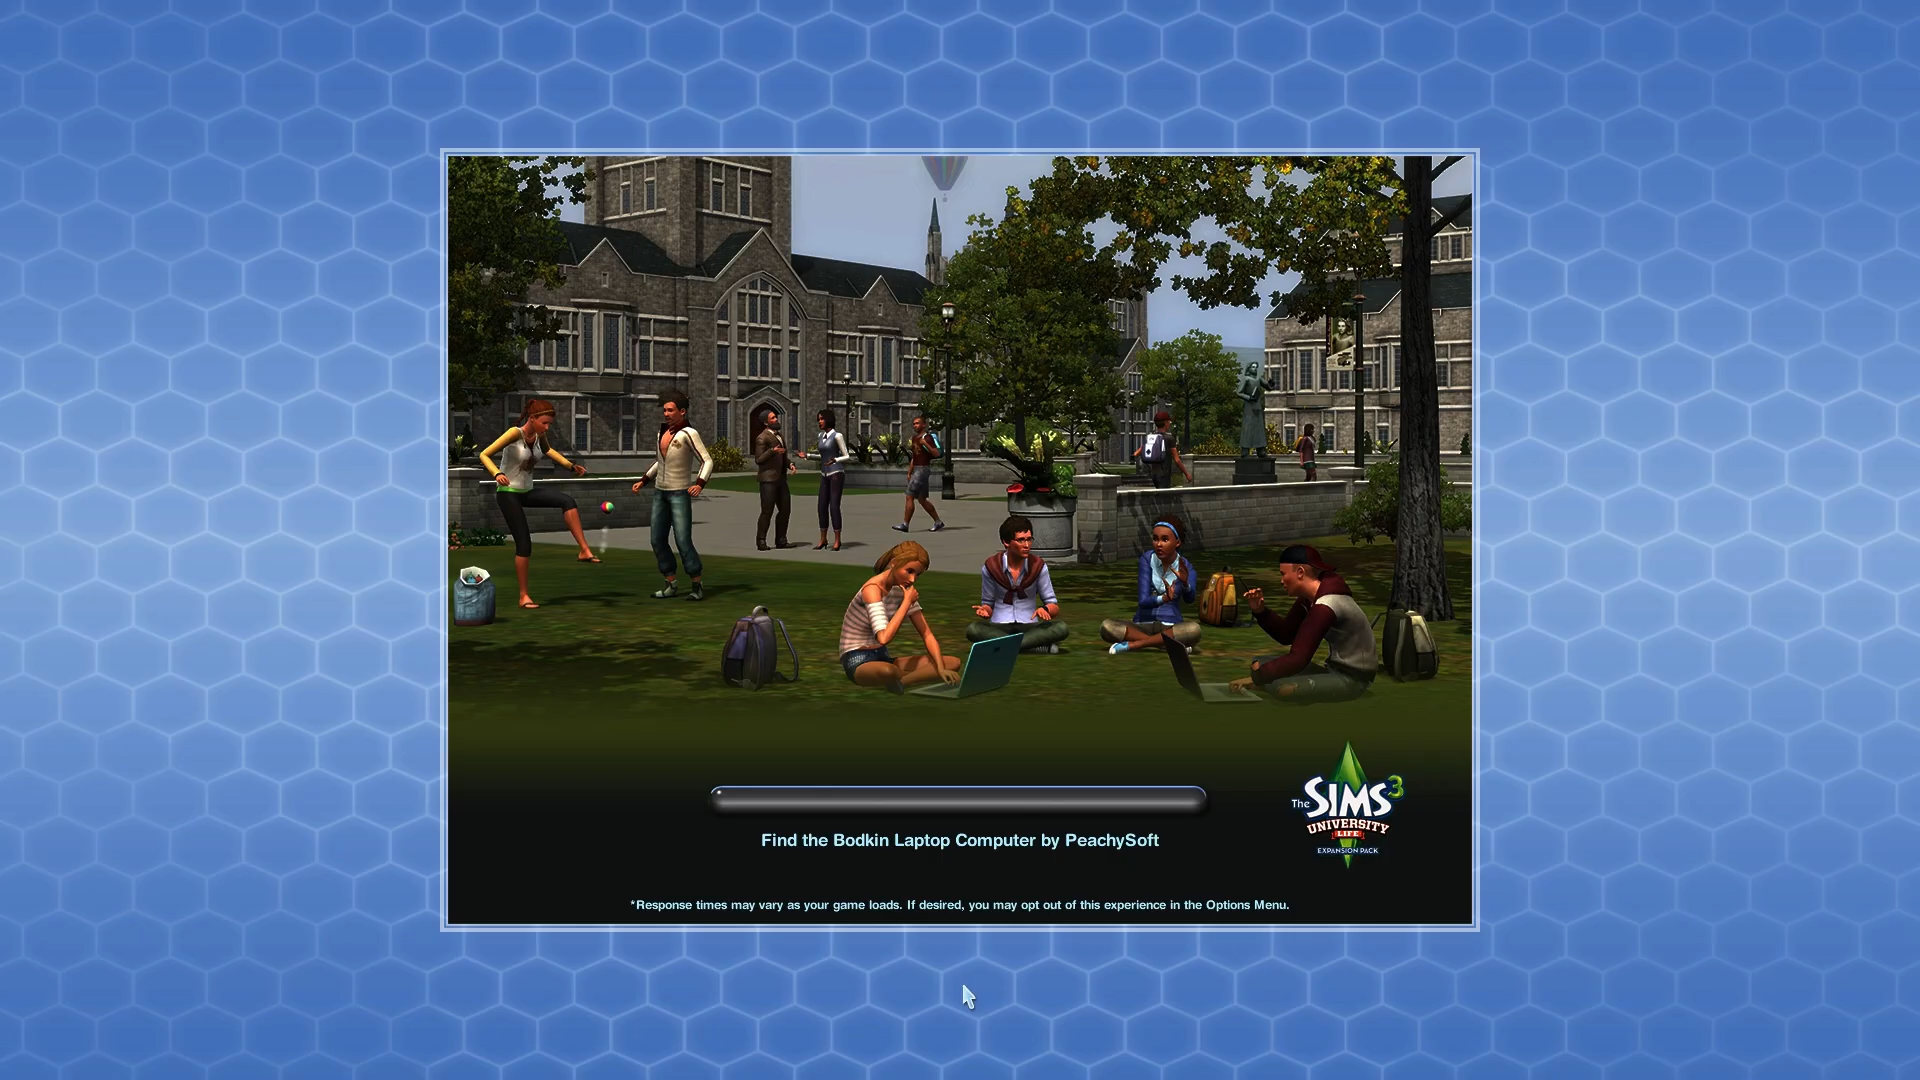 Find the Bodkin Laptop Computer by PeachySoft
The SIMS 3
UNIVERSITY
LIFE
EXPANSION PACK
*Response times may vary as your game loads. If desired, you may opt out of this experience in the Options Menu.